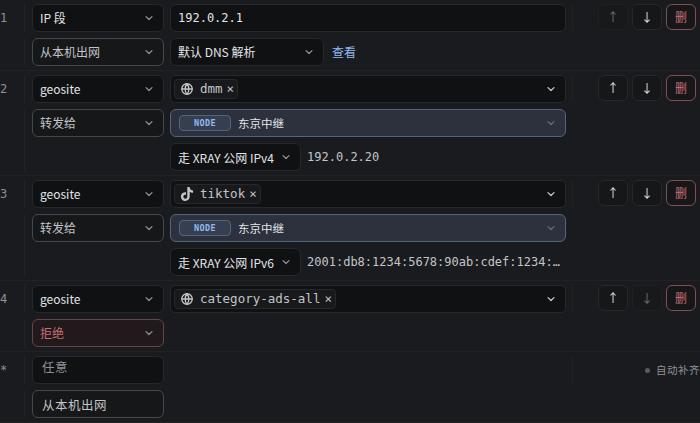 1 IP 段 192.0.2.1 ↑ ↓ 删
从本机出网 默认 DNS 解析 查看
2 geosite dmm × ↑ ↓ 删
转发给 NODE 东京中继
走 XRAY 公网 IPv4 192.0.2.20
3 geosite tiktok × ↑ ↓ 删
转发给 NODE 东京中继
走 XRAY 公网 IPv6 2001:db8:1234:5678:90ab:cdef:1234:…
4 geosite category-ads-all × ↑ ↓ 删
拒绝
* 任意 自动补齐
从本机出网